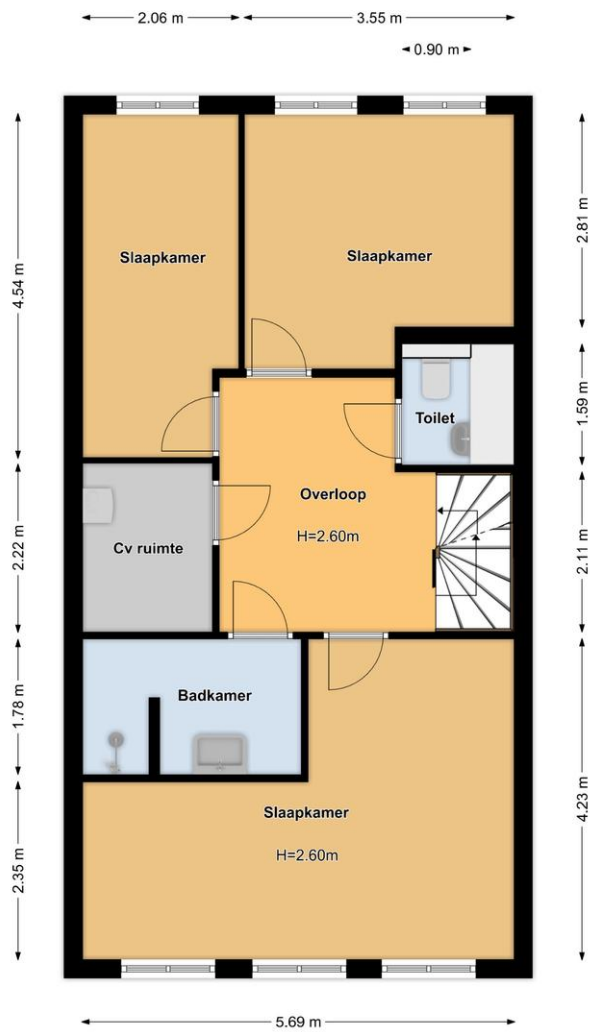 2.06 m
3.55 m
0.90 m
4.54 m
2.81 m
Slaapkamer
Slaapkamer
1.59 m
Toilet
Overloop
H=2.60m
2.22 m
Cv ruimte
2.11 m
1.78 m
Badkamer
4.23 m
Slaapkamer
H=2.60m
2.35 m
5.69 m